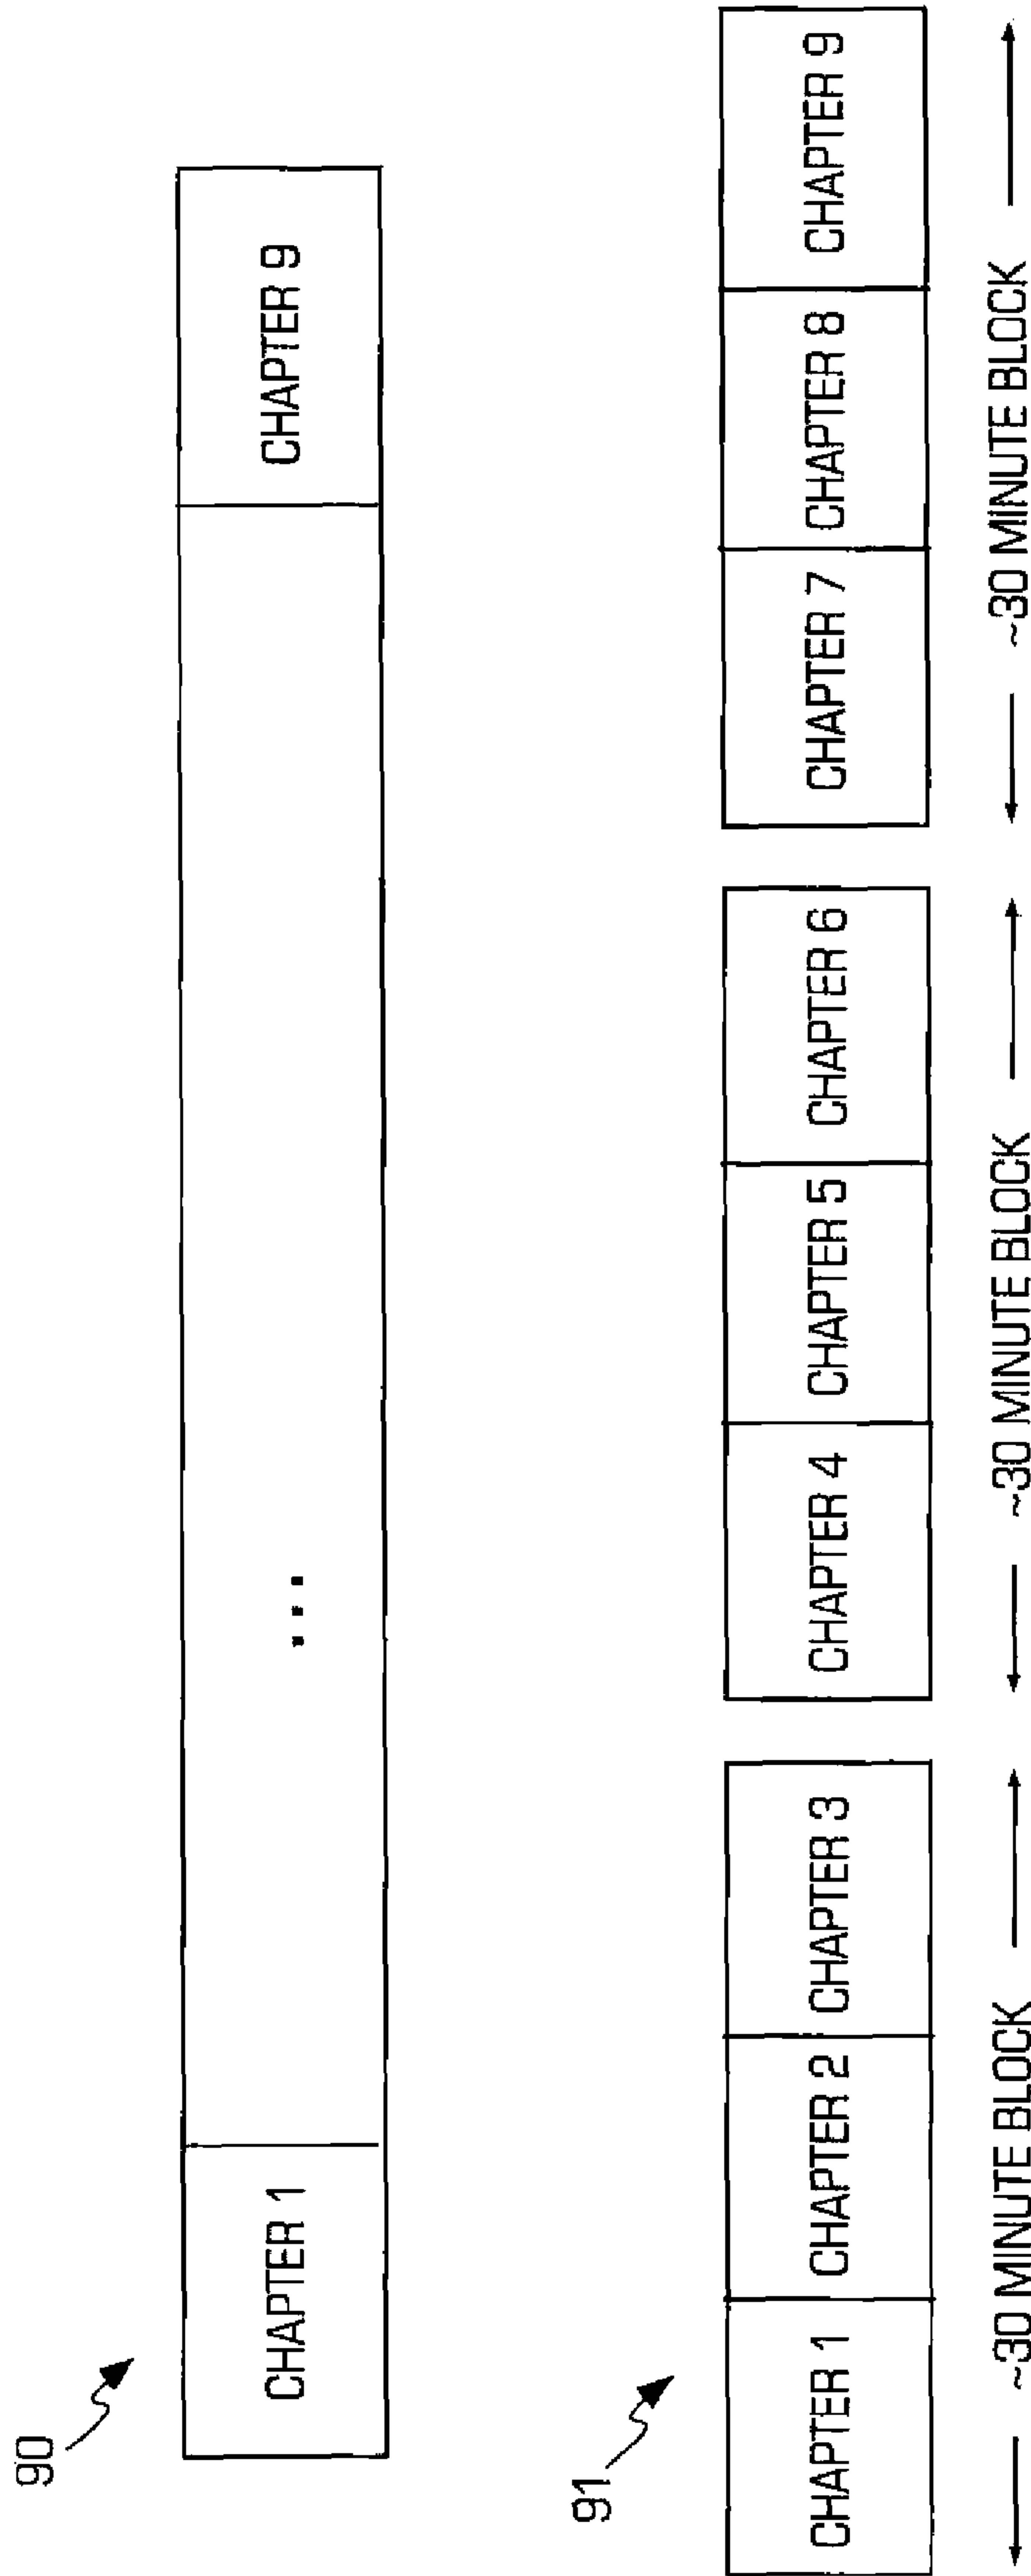 90
CHAPTER 1
...
CHAPTER 9
91
CHAPTER 1
CHAPTER 2
CHAPTER 3
CHAPTER 4
CHAPTER 5
CHAPTER 6
CHAPTER 7
CHAPTER 8
CHAPTER 9
~30 MINUTE BLOCK
~30 MINUTE BLOCK
~30 MINUTE BLOCK